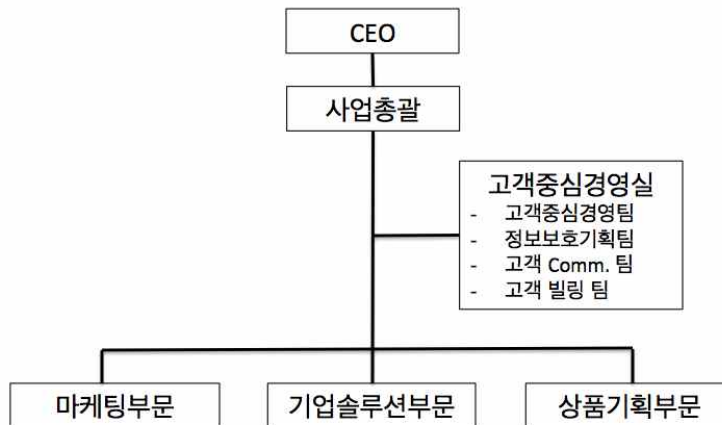 CEO
사업총괄
고객중심경영실
- 고객중심경영팀
- 정보보호기획팀
- 고객 Comm. 팀
- 고객 빌링 팀
마케팅부문
기업솔루션부문
상품기획부문